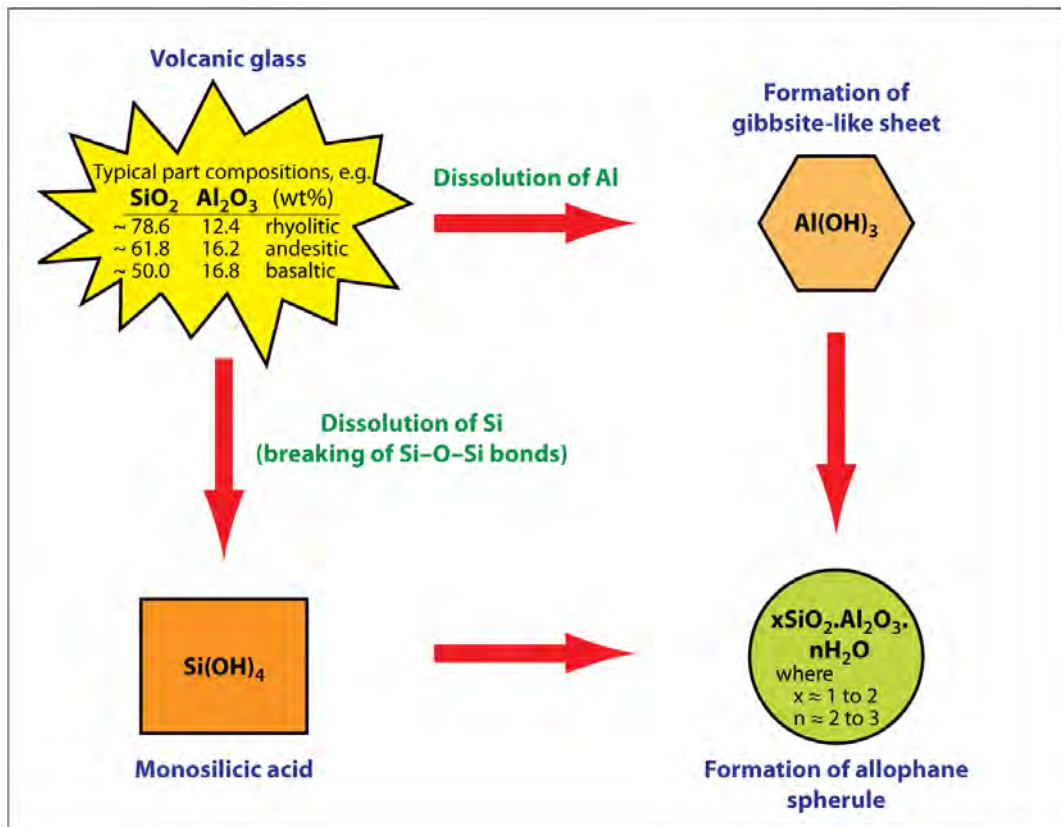 Volcanic glass
Typical part compositions, e.g.
SiO₂ Al₂O₃ (wt%)
~ 78.6 12.4 rhyolitic
~ 61.8 16.2 andesitic
~ 50.0 16.8 basaltic
Dissolution of Al
Formation of
gibbsite-like sheet
Al(OH)₃
Dissolution of Si
(breaking of Si–O–Si bonds)
Si(OH)₄
Monosilicic acid
xSiO₂.Al₂O₃.
nH₂O
where
x ≈ 1 to 2
n ≈ 2 to 3
Formation of allophane
spherule